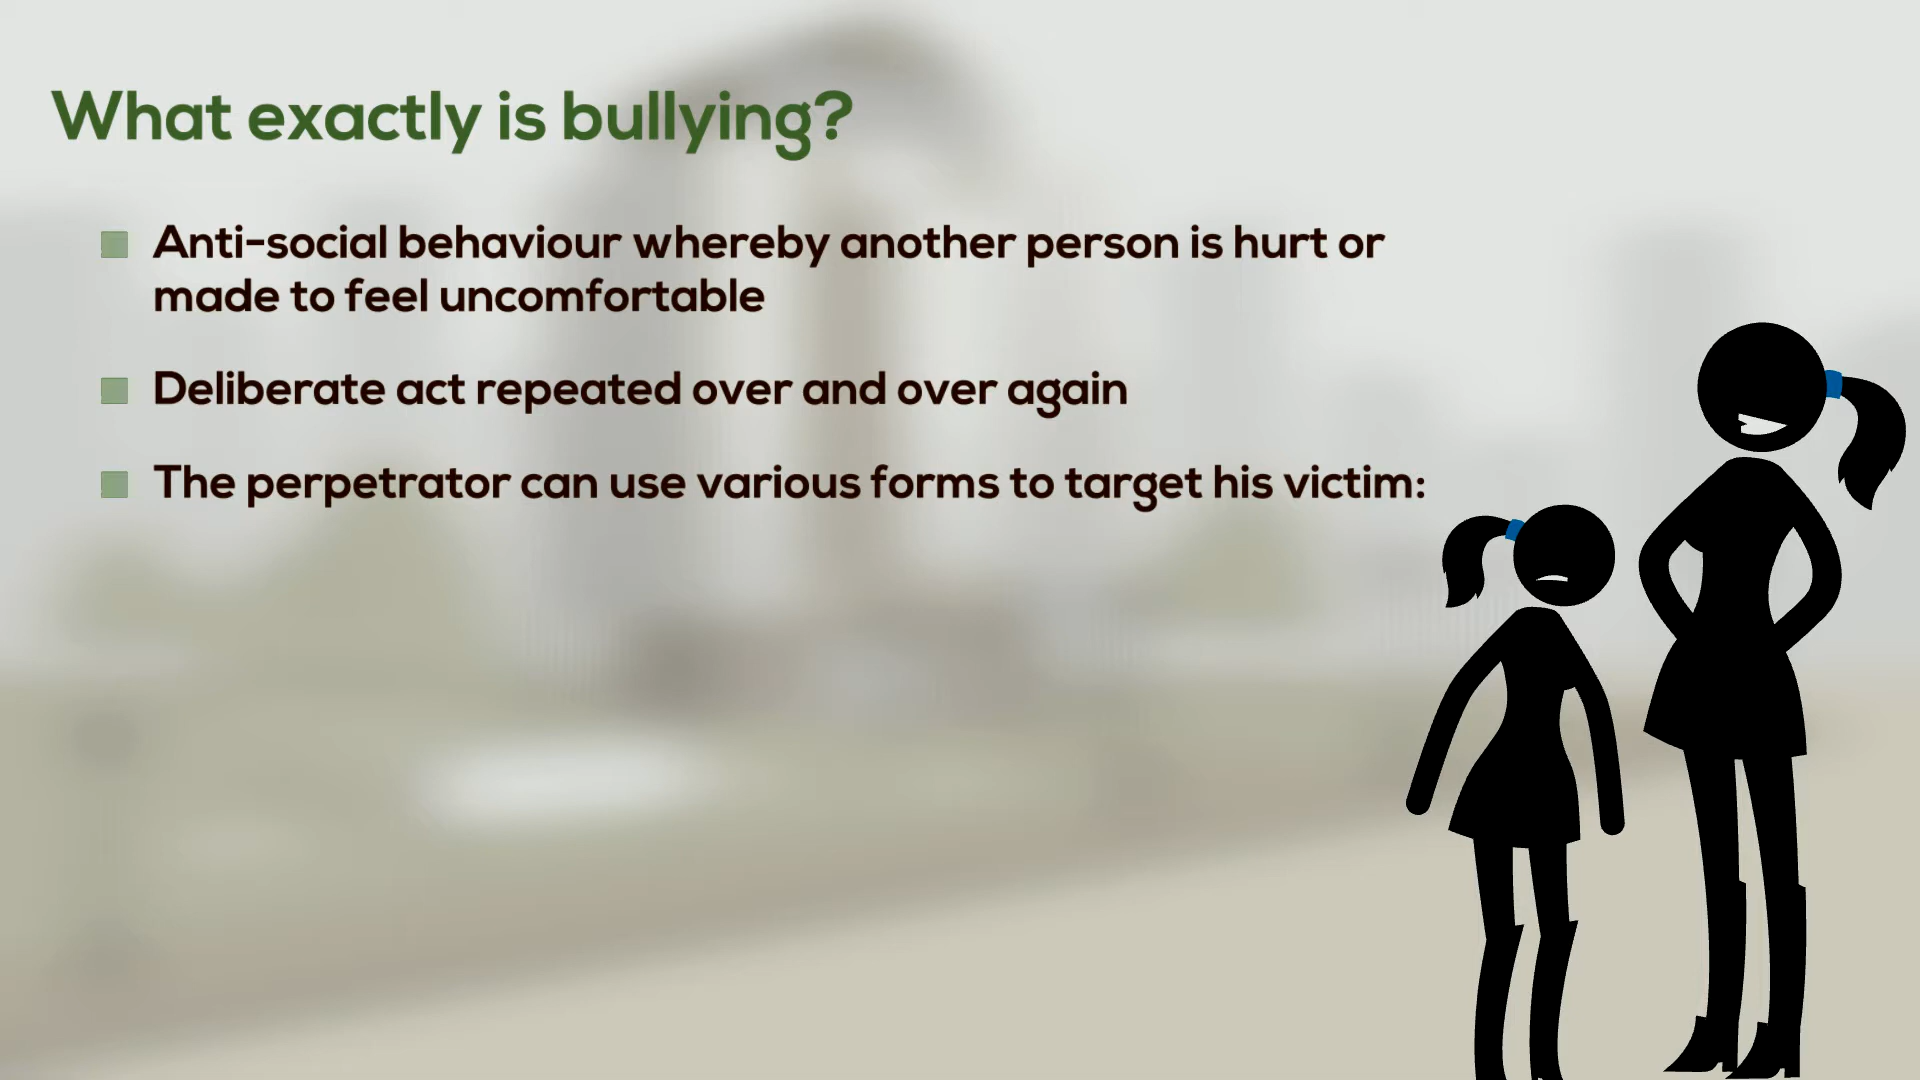 What exactly is bullying?
Anti-social behaviour whereby another person is hurt or
made to feel uncomfortable
Deliberate act repeated over and over again
The perpetrator can use various forms to target his victim: